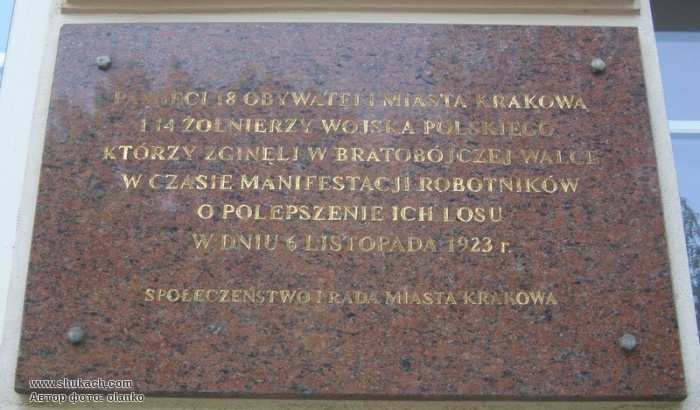 PAMIĘCI 18 OBYWATELI MIASTA KRAKOWA
I 14 ŻOŁNIERZY WOJSKA POLSKIEGO
KTÓRZY ZGINĘLI W BRATOBÓJCZEJ WALCE
W CZASIE MANIFESTACJI ROBOTNIKÓW
O POLEPSZENIE ICH LOSU
W DNIU 6 LISTOPADA 1923 r.
SPOŁECZEŃSTWO I RADA MIASTA KRAKOWA
www.shukach.com
Автор фото: olanko